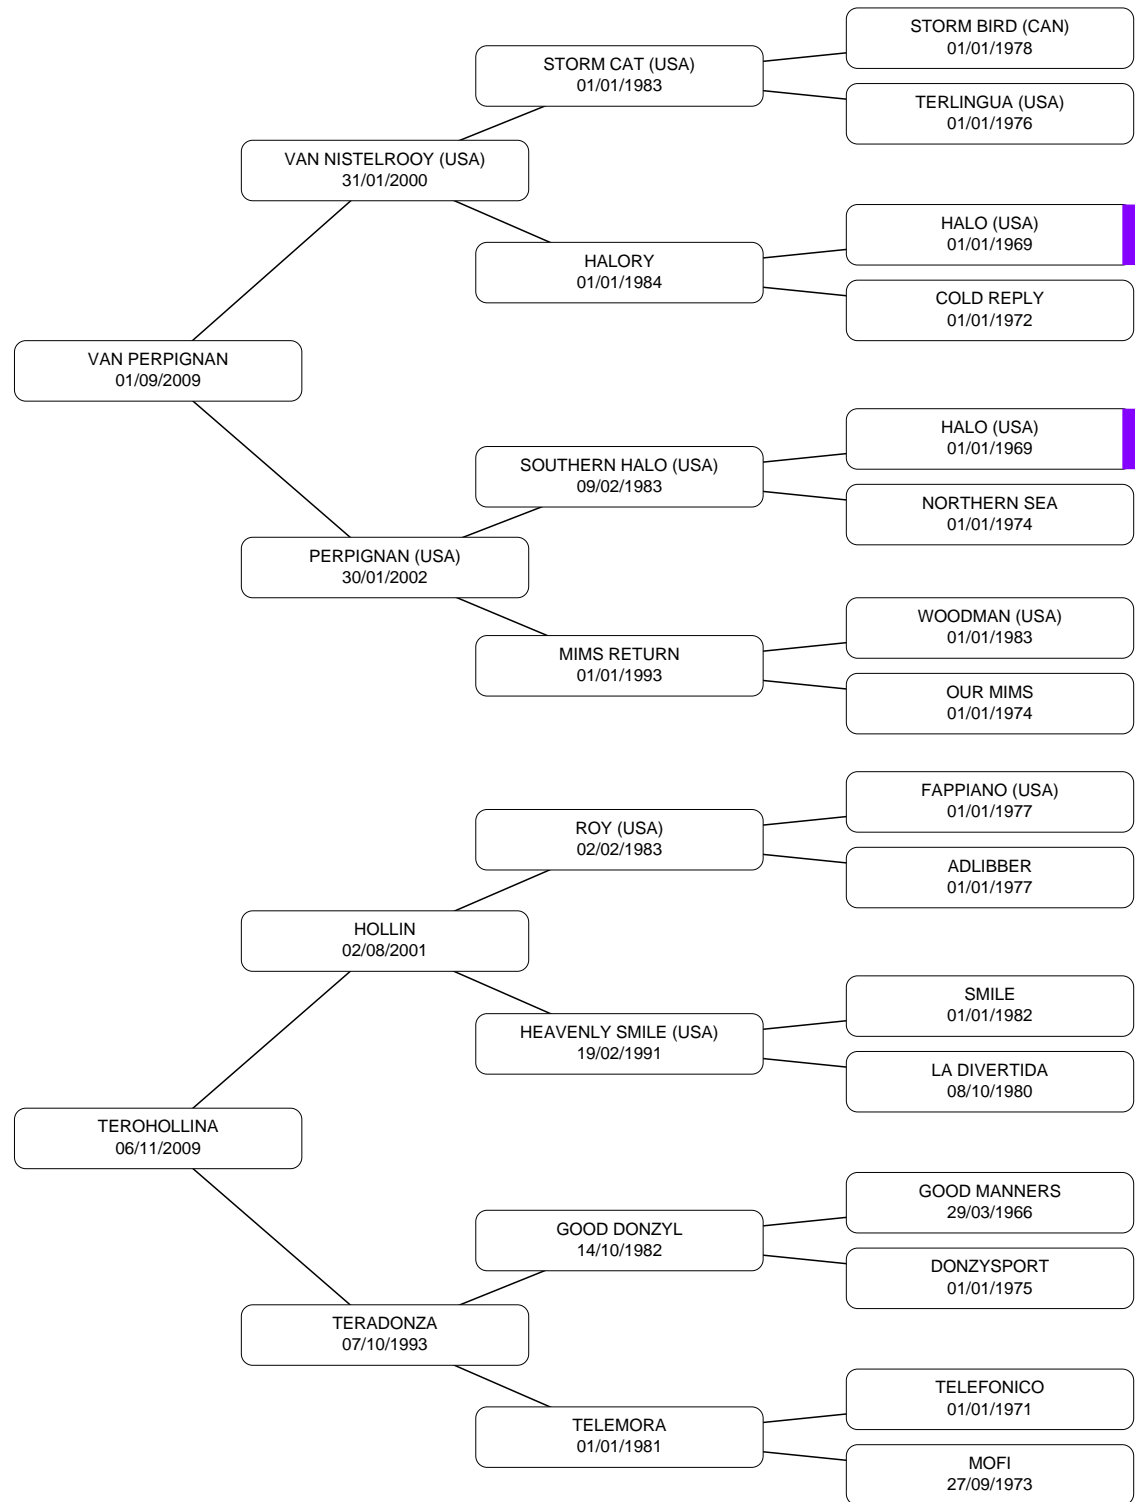 STORM BIRD (CAN)
01/01/1978
STORM CAT (USA)
01/01/1983
TERLINGUA (USA)
01/01/1976
VAN NISTELROOY (USA)
31/01/2000
HALO (USA)
01/01/1969
HALORY
01/01/1984
COLD REPLY
01/01/1972
VAN PERPIGNAN
01/09/2009
HALO (USA)
01/01/1969
SOUTHERN HALO (USA)
09/02/1983
NORTHERN SEA
01/01/1974
PERPIGNAN (USA)
30/01/2002
WOODMAN (USA)
01/01/1983
MIMS RETURN
01/01/1993
OUR MIMS
01/01/1974
FAPPIANO (USA)
01/01/1977
ROY (USA)
02/02/1983
ADLIBBER
01/01/1977
HOLLIN
02/08/2001
SMILE
01/01/1982
HEAVENLY SMILE (USA)
19/02/1991
LA DIVERTIDA
08/10/1980
TEROHOLLINA
06/11/2009
GOOD MANNERS
29/03/1966
GOOD DONZYL
14/10/1982
DONZYSPORT
01/01/1975
TERADONZA
07/10/1993
TELEFONICO
01/01/1971
TELEMORA
01/01/1981
MOFI
27/09/1973